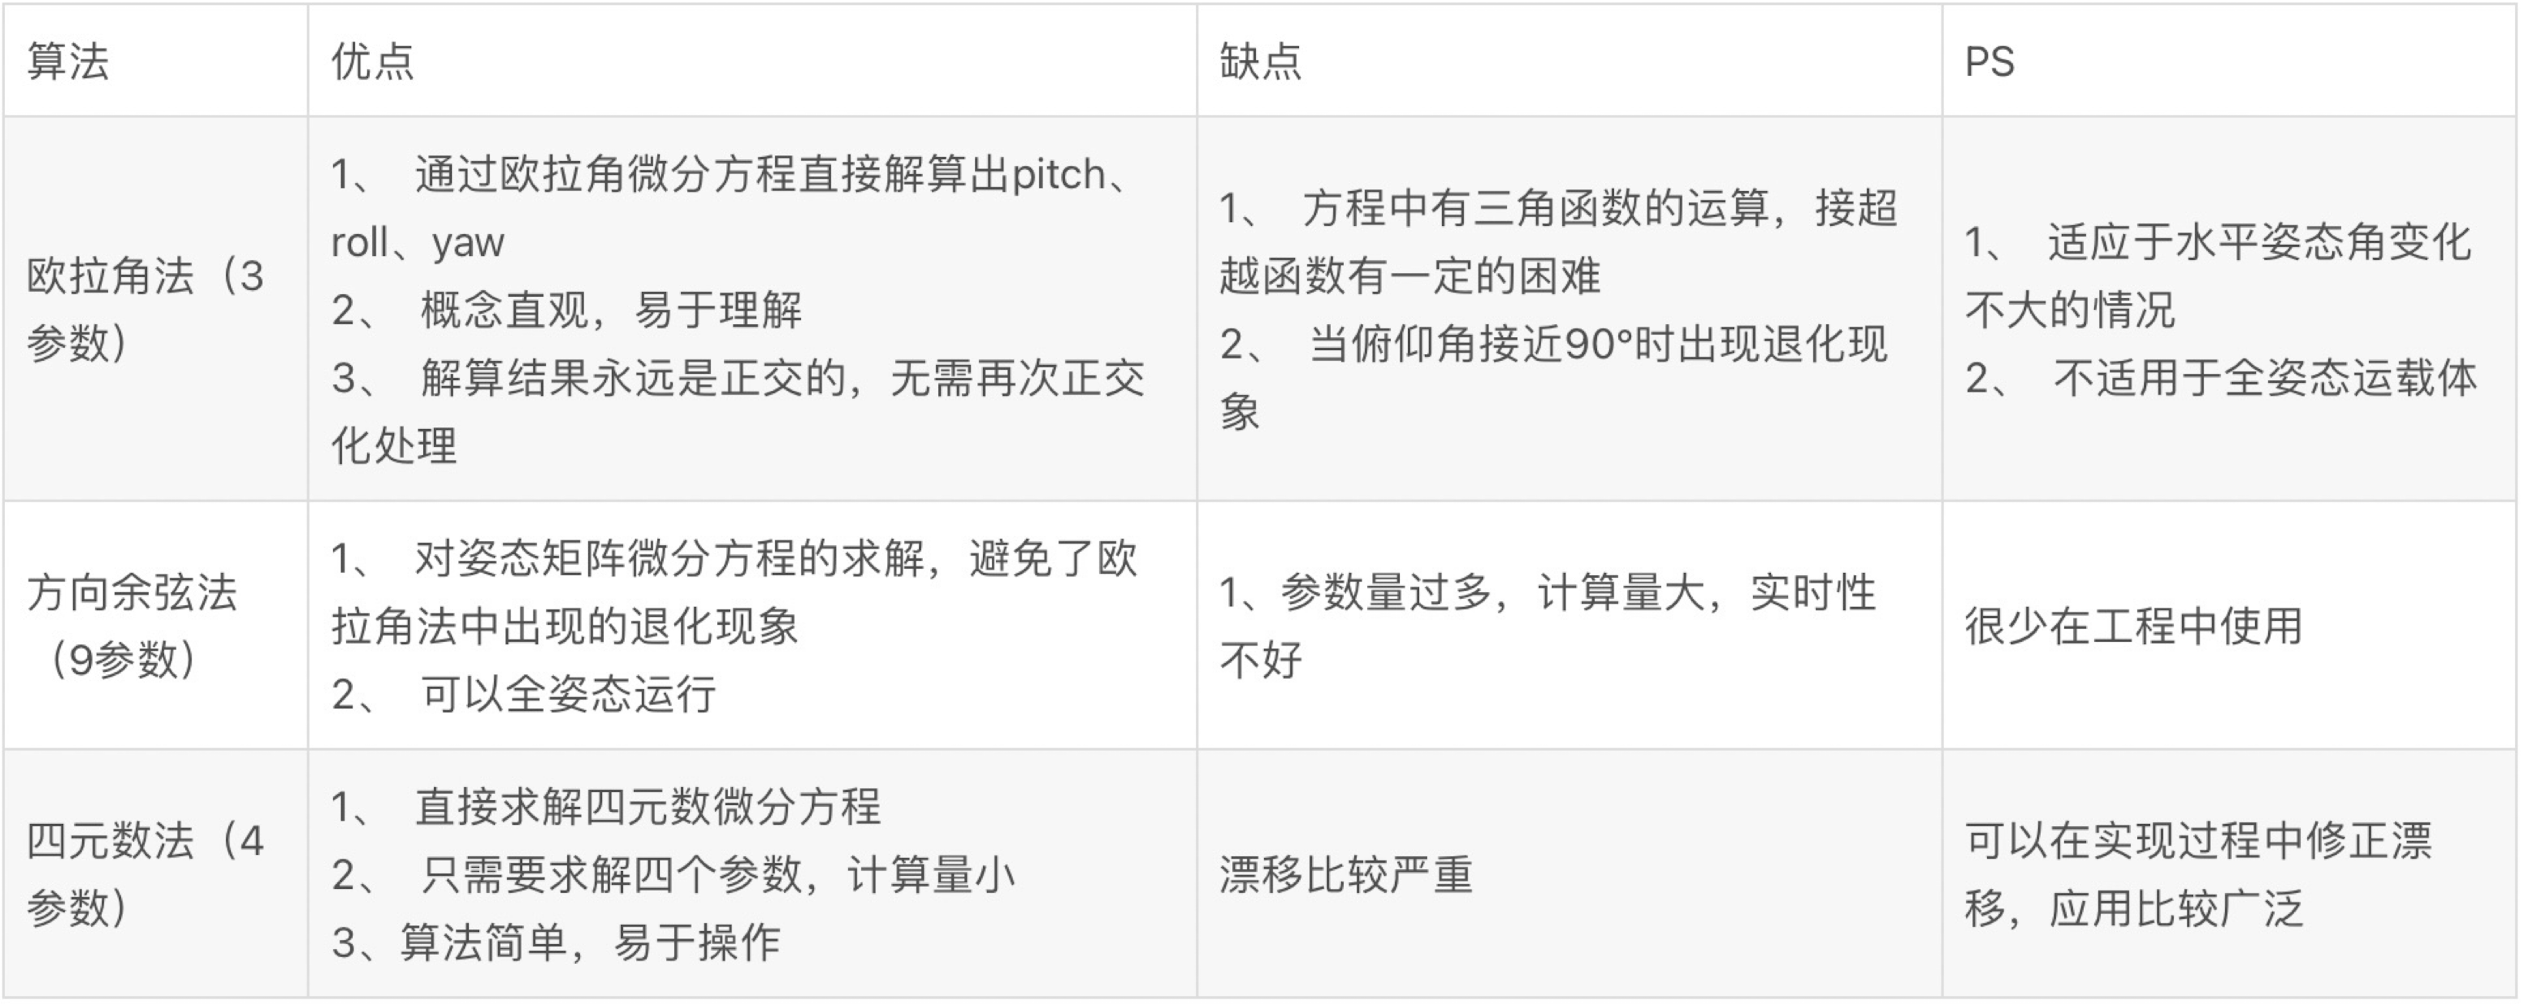 算法
优点
缺点
PS
欧拉角法（3
参数）
1、 通过欧拉角微分方程直接解算出pitch、
roll、yaw
2、 概念直观，易于理解
3、 解算结果永远是正交的，无需再次正交
化处理
1、 方程中有三角函数的运算，接超
越函数有一定的困难
2、 当俯仰角接近90°时出现退化现
象
1、 适应于水平姿态角变化
不大的情况
2、 不适用于全姿态运载体
方向余弦法
（9参数）
1、 对姿态矩阵微分方程的求解，避免了欧
拉角法中出现的退化现象
2、 可以全姿态运行
1、参数量过多，计算量大，实时性
不好
很少在工程中使用
四元数法（4
参数）
1、 直接求解四元数微分方程
2、 只需要求解四个参数，计算量小
3、算法简单，易于操作
漂移比较严重
可以在实现过程中修正漂
移，应用比较广泛